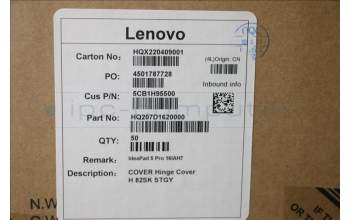 Lenovo
Carton No: HQX220409001
(4L)Origin: CN
PO: 4501787728
Inbound info
Cus P/N: 5CB1H95500
Part No: HQ207D1620000
QTY: 50
Remark: IdeaPad 5 Pro 16IAH7
Description: COVER Hinge Cover
H 82SK STGY
N.W
G.W